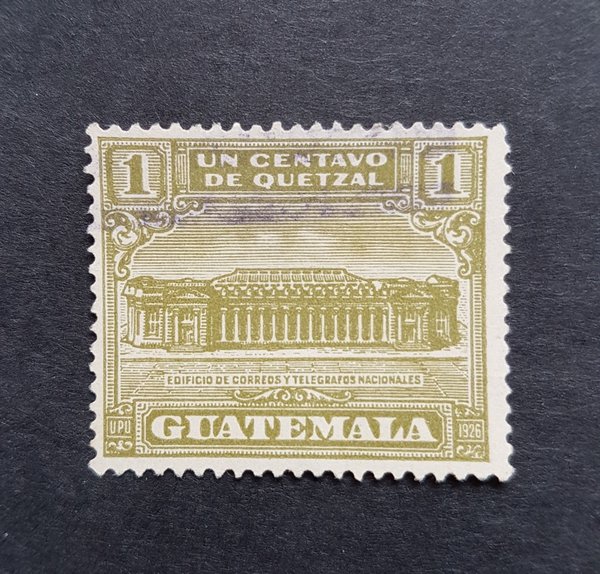 1 UN CENTAVO 1
DE QUETZAL
EDIFICIO DE CORREOS Y TELEGRAFOS NACIONALES
UPU GUATEMALA 1926